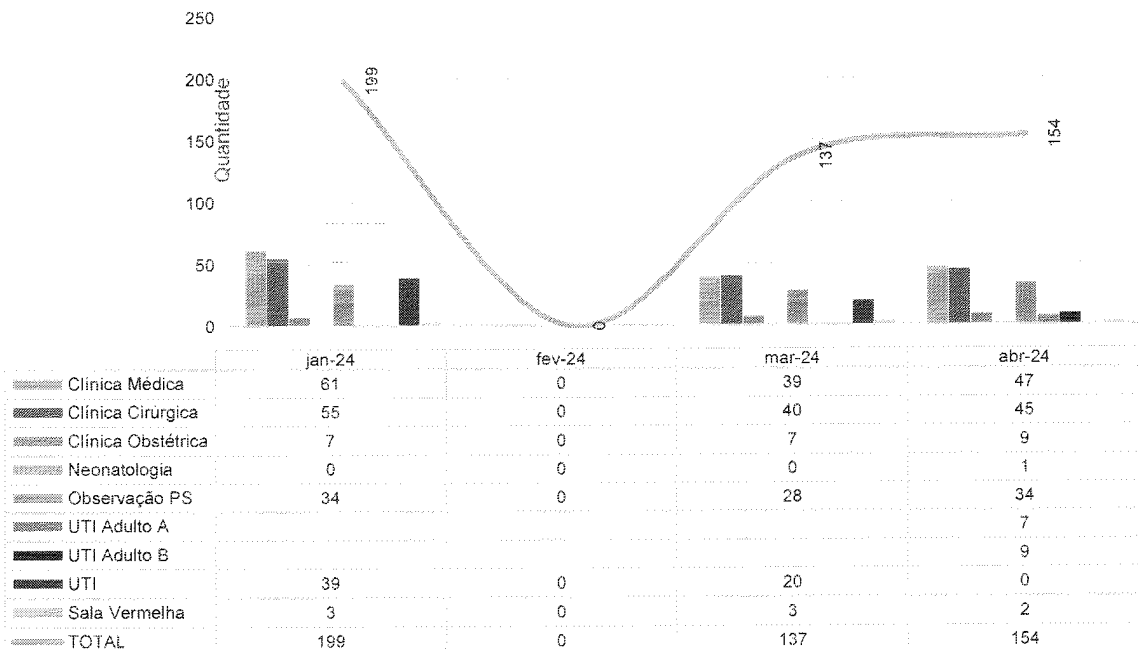 250
200
150
100
50
0
Quantidade
199
0
137
154
jan-24 fev-24 mar-24 abr-24
Clínica Médica 61 0 39 47
Clínica Cirúrgica 55 0 40 45
Clínica Obstétrica 7 0 7 9
Neonatologia 0 0 0 1
Observação PS 34 0 28 34
UTI Adulto A 7
UTI Adulto B 9
UTI 39 0 20 0
Sala Vermelha 3 0 3 2
TOTAL 199 0 137 154